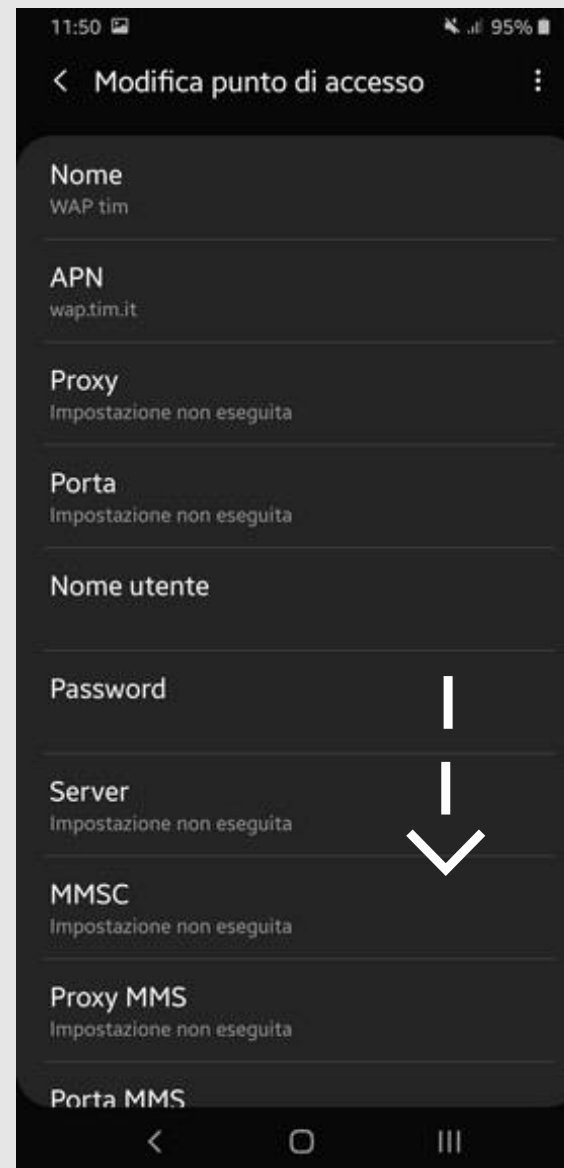 11:50 95%
Modifica punto di accesso
Nome
WAP tim
APN
wap.tim.it
Proxy
Impostazione non eseguita
Porta
Impostazione non eseguita
Nome utente
Password
Server
Impostazione non eseguita
MMSC
Impostazione non eseguita
Proxy MMS
Impostazione non eseguita
Porta MMS